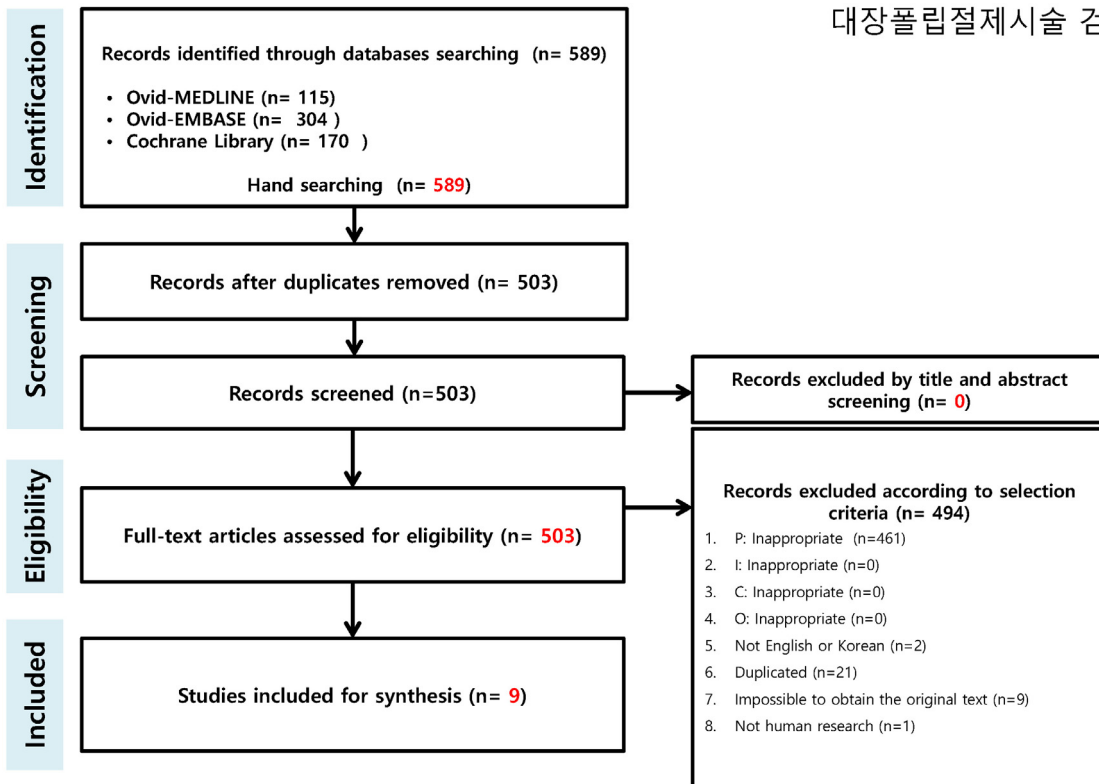 대장폴립절제시술 검
Identification
Records identified through databases searching (n= 589)
• Ovid-MEDLINE (n= 115)
• Ovid-EMBASE (n=  304 )
• Cochrane Library (n= 170  )
Hand searching (n= 589)
Screening
Records after duplicates removed (n= 503)
Records screened (n=503)
Records excluded by title and abstract
screening (n= 0)
Eligibility
Full-text articles assessed for eligibility (n= 503)
Records excluded according to selection
criteria (n= 494)
1. P: Inappropriate (n=461)
2. I: Inappropriate (n=0)
3. C: Inappropriate (n=0)
4. O: Inappropriate (n=0)
5. Not English or Korean (n=2)
6. Duplicated (n=21)
7. Impossible to obtain the original text (n=9)
8. Not human research (n=1)
Included
Studies included for synthesis (n= 9)